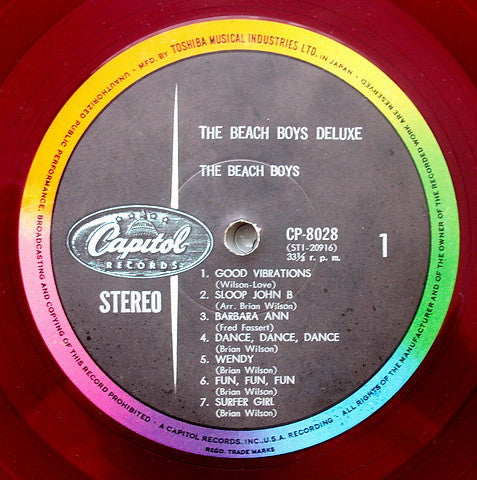 MFD. BY TOSHIBA MUSICAL INDUSTRIES LTD. IN JAPAN • ALL RIGHTS OF THE MANUFACTURER AND OF THE OWNER OF THE RECORDED WORK ARE RESERVED
UNAUTHORIZED PUBLIC PERFORMANCE, BROADCASTING AND COPYING OF THIS RECORD PROHIBITED • A CAPITOL RECORDS, INC., U.S.A. RECORDING.
REGD. TRADE MARKS
THE BEACH BOYS DELUXE
THE BEACH BOYS
Capitol
RECORDS
STEREO
CP-8028
(ST1-20916)
33⅓ r. p. m.
1
1. GOOD VIBRATIONS
(Wilson-Love)
2. SLOOP JOHN B
(Arr. Brian Wilson)
3. BARBARA ANN
(Fred Fassert)
4. DANCE, DANCE, DANCE
(Brian Wilson)
5. WENDY
(Brian Wilson)
6. FUN, FUN, FUN
(Brian Wilson)
7. SURFER GIRL
(Brian Wilson)